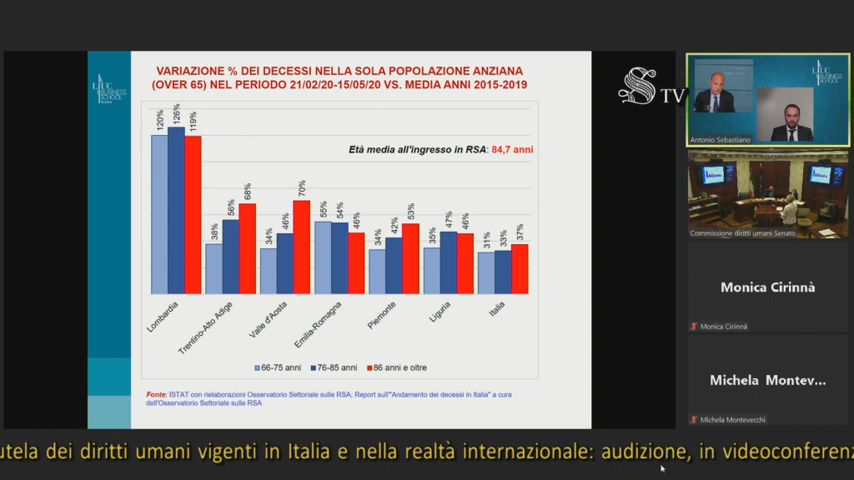 LIUC
BUSINESS
SCHOOL
VARIAZIONE % DEI DECESSI NELLA SOLA POPOLAZIONE ANZIANA
(OVER 65) NEL PERIODO 21/02/20-15/05/20 VS. MEDIA ANNI 2015-2019
Età media all'ingresso in RSA: 84,7 anni
120% 126% 119%
38% 56% 68%
34% 46% 70%
55% 54% 46%
34% 42% 53%
35% 47% 46%
31% 33% 37%
Lombardia
Trentino-Alto Adige
Valle d'Aosta
Emilia-Romagna
Piemonte
Liguria
Italia
66-75 anni 76-85 anni 86 anni e oltre
Fonte: ISTAT con rielaborazioni Osservatorio Settoriale sulle RSA; Report sull'"Andamento dei decessi in Italia" a cura
dell'Osservatorio Settoriale sulle RSA
S TV
LIUC
BUSINESS
SCHOOL
Antonio Sebastiano
Commissione diritti umani Senato
Monica Cirinnà
Monica Cirinnà
Michela Montev...
Michela Montevecchi
utela dei diritti umani vigenti in Italia e nella realtà internazionale: audizione, in videoconferenz